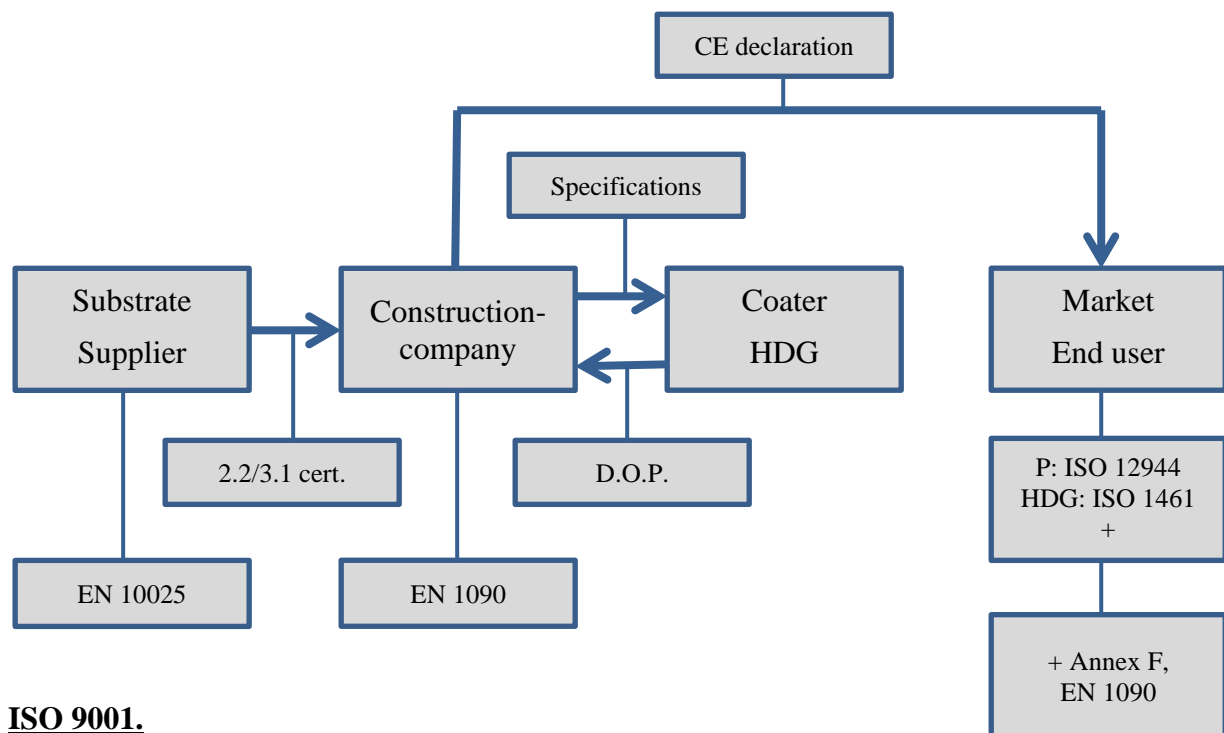 CE declaration
Specifications
Substrate
Supplier
Construction-
company
Coater
HDG
Market
End user
2.2/3.1 cert.
D.O.P.
P: ISO 12944
HDG: ISO 1461
+
EN 10025
EN 1090
+ Annex F,
EN 1090
ISO 9001.